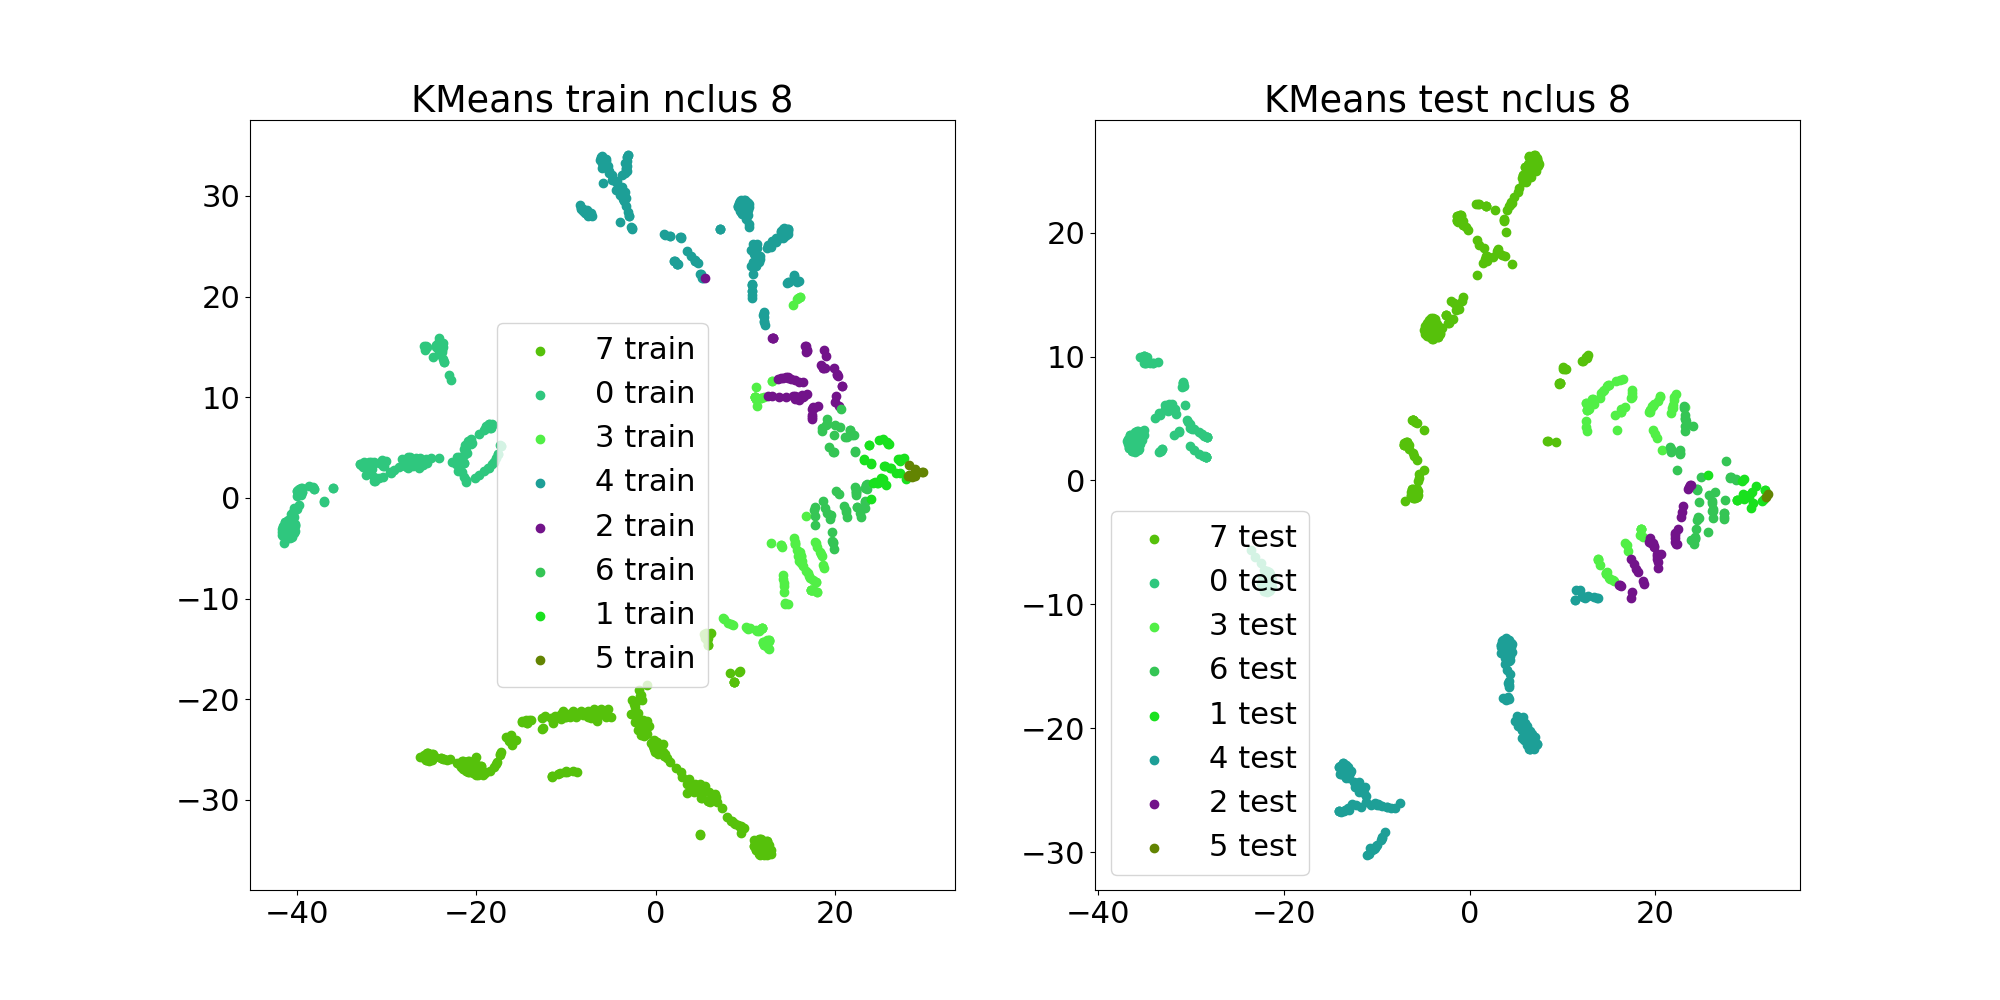 KMeans train nclus 8
30
20
10
0
−10
−20
−30
−40
−20
0
20
7 train
0 train
3 train
4 train
2 train
6 train
1 train
5 train
KMeans test nclus 8
20
10
0
−10
−20
−30
−40
−20
0
20
7 test
0 test
3 test
6 test
1 test
4 test
2 test
5 test